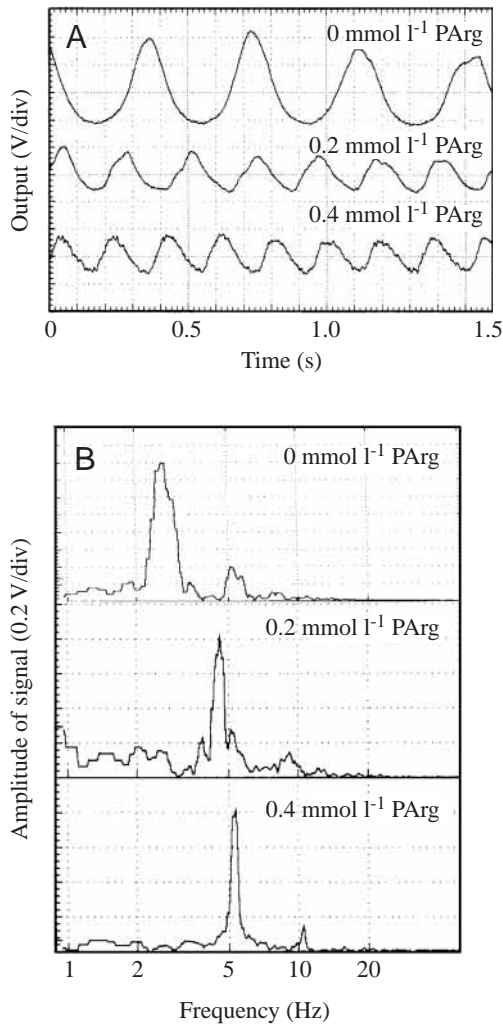 A
0 mmol l⁻¹ PArg
0.2 mmol l⁻¹ PArg
0.4 mmol l⁻¹ PArg
Output (V/div)
0 0.5 1.0 1.5
Time (s)
B
0 mmol l⁻¹ PArg
0.2 mmol l⁻¹ PArg
0.4 mmol l⁻¹ PArg
Amplitude of signal (0.2 V/div)
1 2 5 10 20
Frequency (Hz)